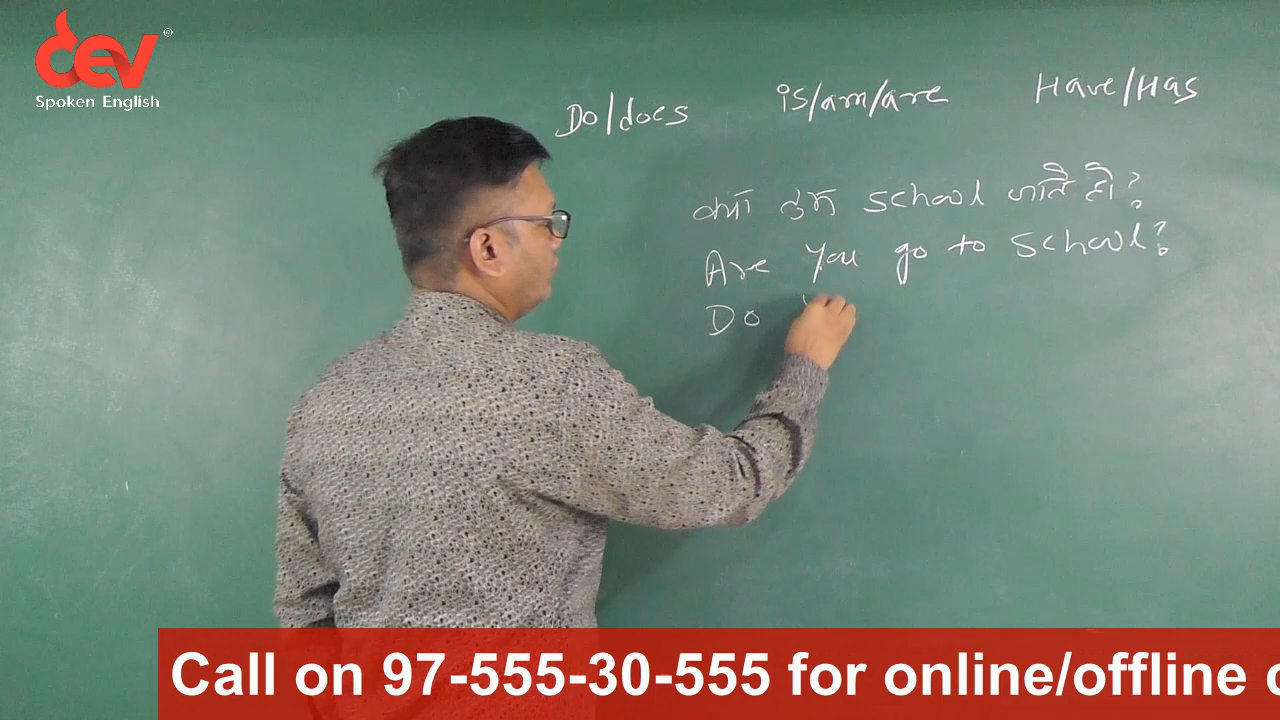 Dev
Spoken English
Do/does is/am/are Have/Has
क्या तुम School जाते हो?
Are You go to School?
Do
Call on 97-555-30-555 for online/offline